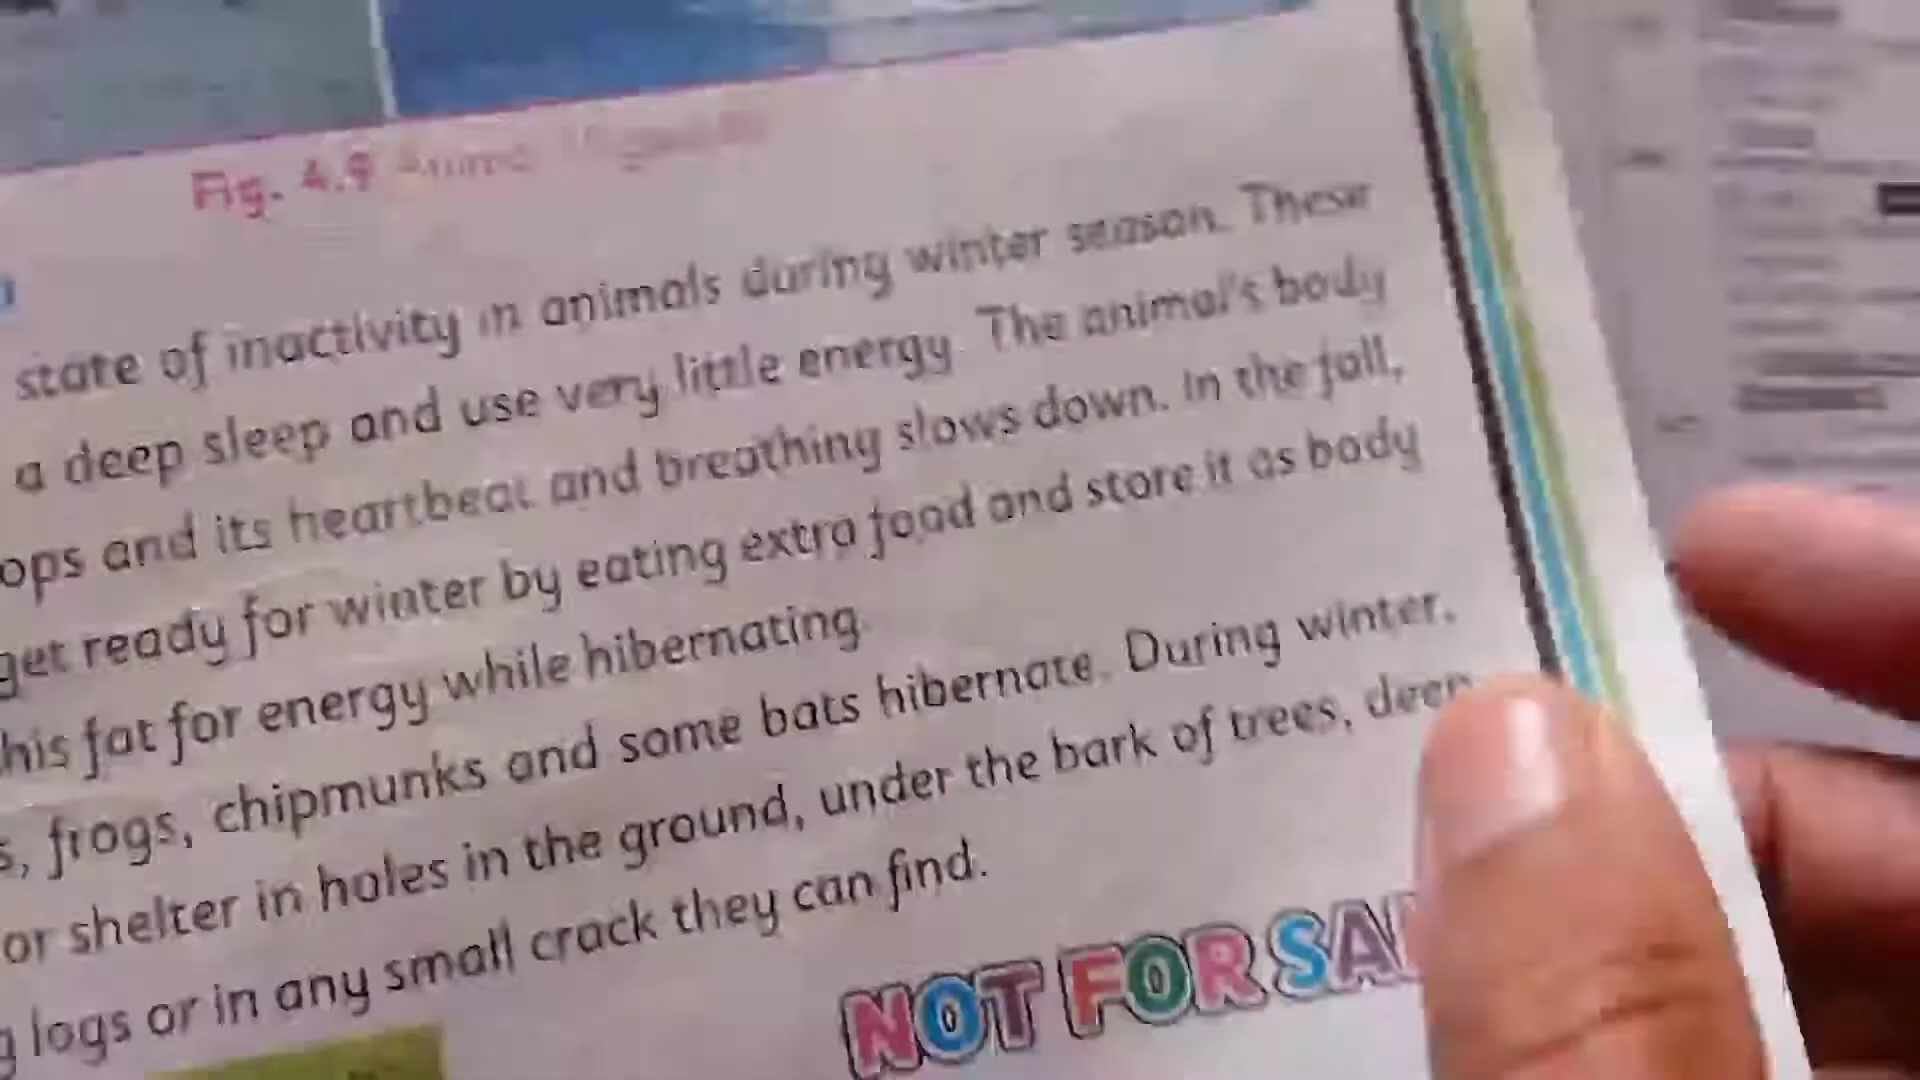 Fig. 4.9
state of inactivity in animals during winter season. These
a deep sleep and use very little energy. The animal's body
ops and its heartbeat and breathing slows down. In the fall,
get ready for winter by eating extra food and store it as body
his fat for energy while hibernating.
s, frogs, chipmunks and some bats hibernate. During winter,
or shelter in holes in the ground, under the bark of trees, deep
g logs or in any small crack they can find.
NOT FOR SAL